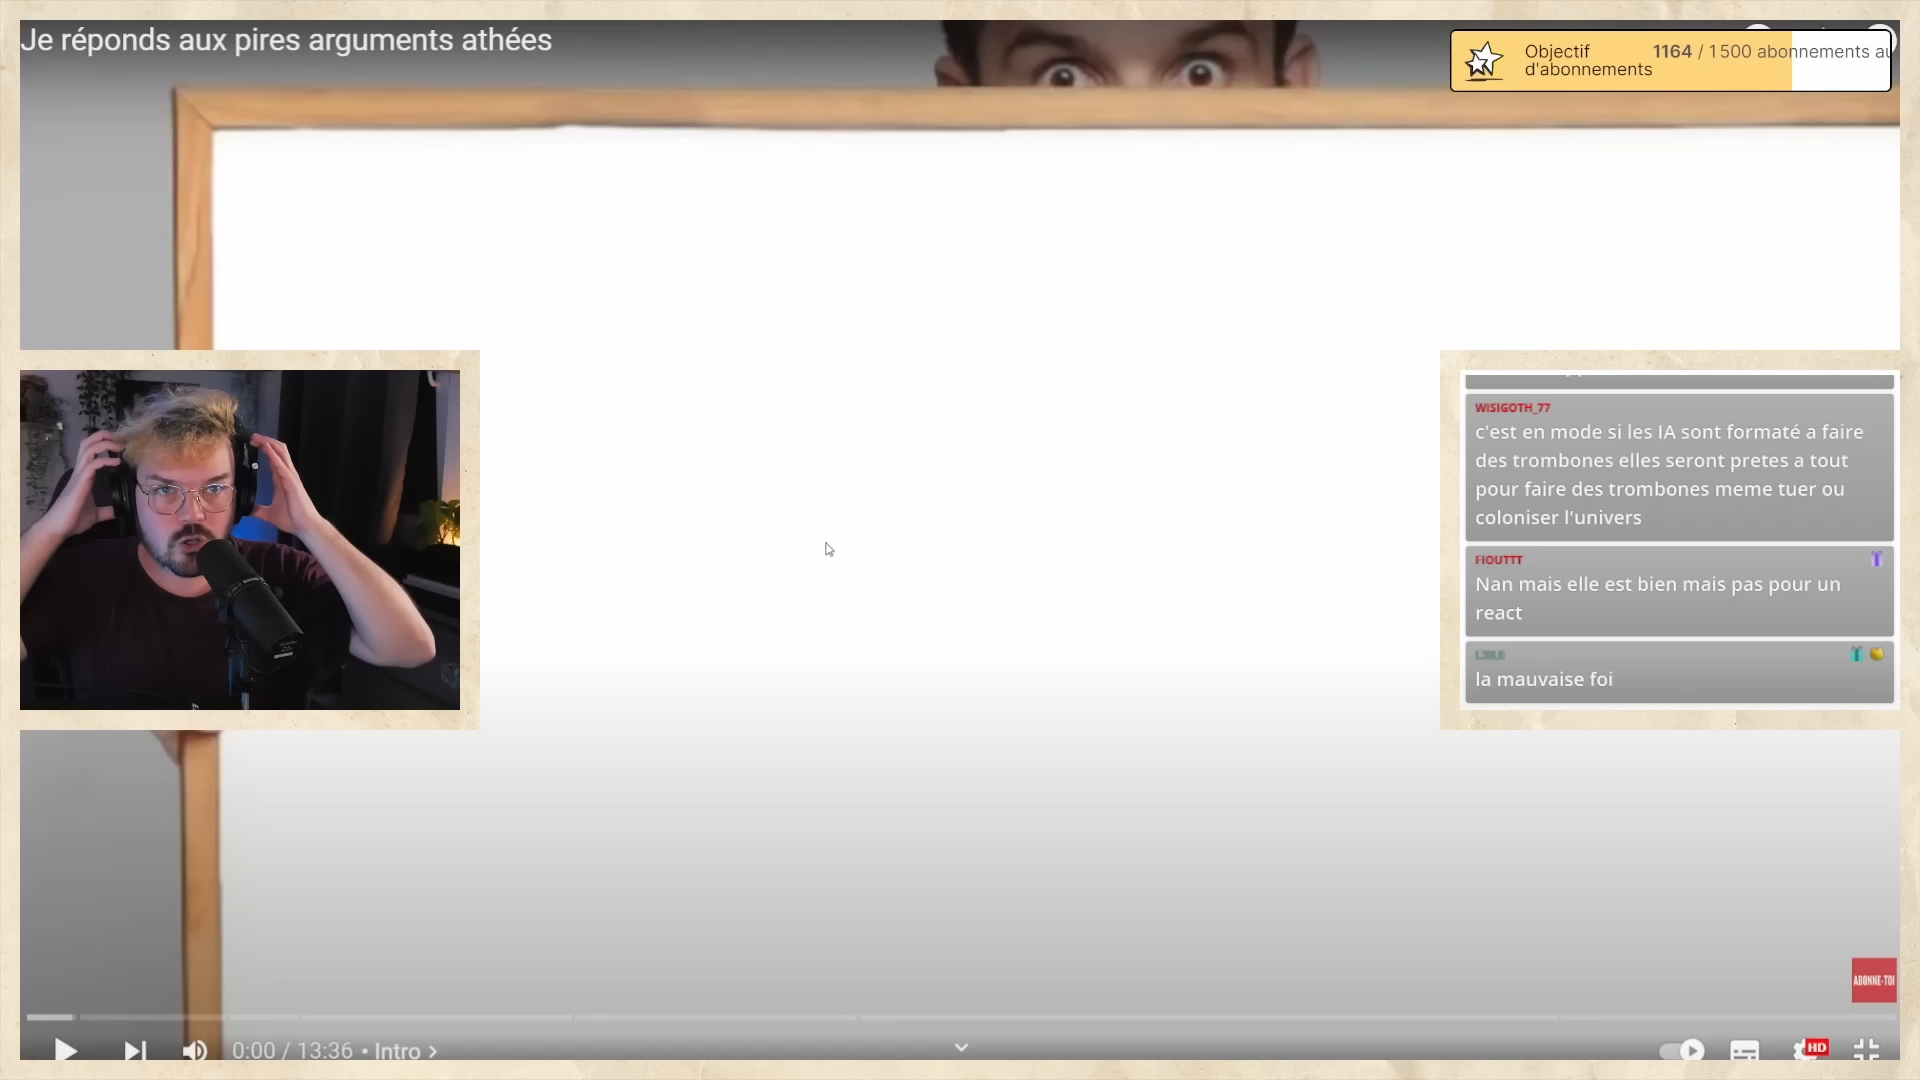 Je réponds aux pires arguments athées
Objectif
d'abonnements
1164 / 1500 abonnements au
WISIGOTH_77
c'est en mode si les IA sont formaté a faire
des trombones elles seront pretes a tout
pour faire des trombones meme tuer ou
coloniser l'univers
FIOUTTT
Nan mais elle est bien mais pas pour un
react
la mauvaise foi
ABONNE-TOI
0:00 / 13:36 • Intro
HD